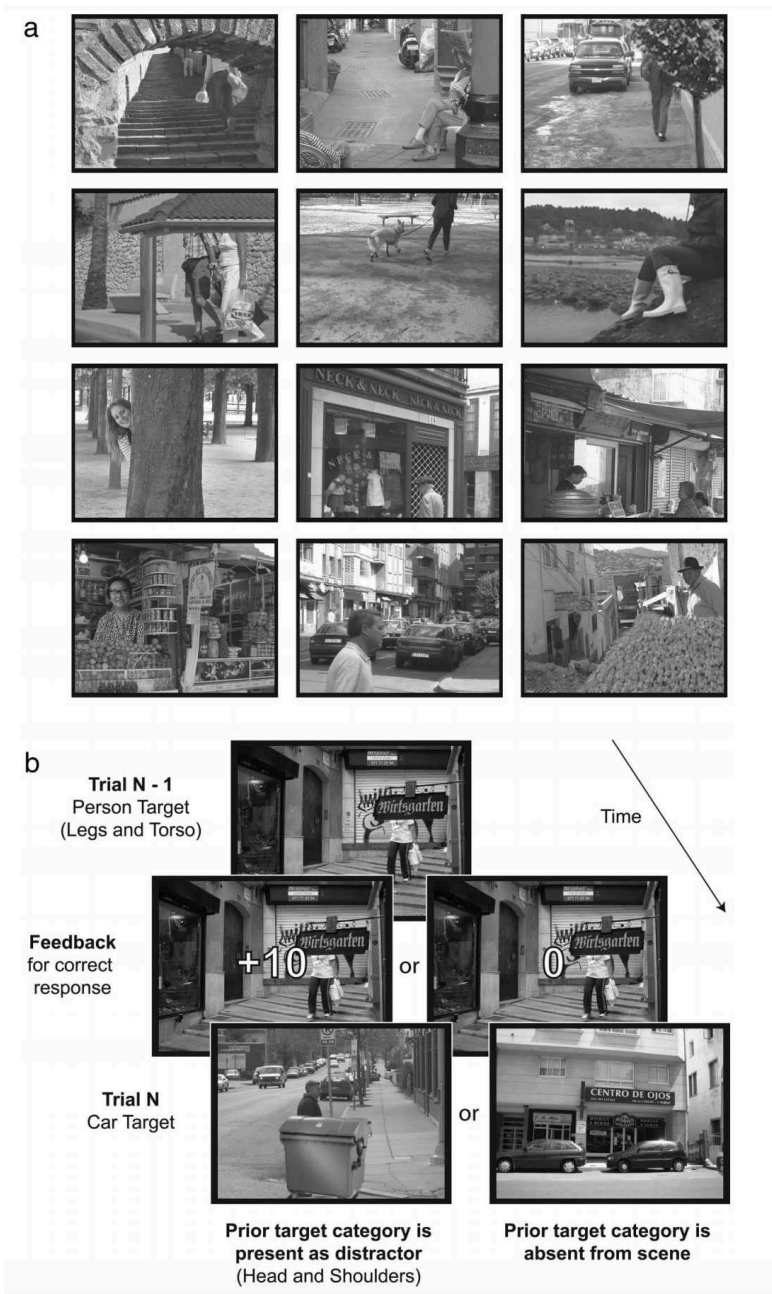 a
NECK & NECK NECK & NECK
NECK &
b
Trial N - 1
Person Target
(Legs and Torso)
Time
Wirtsgarten
Feedback
for correct
response
+10
Wirtsgarten
or
0
Wirtsgarten
Trial N
Car Target
or
CENTRO DE OJOS
Prior target category is
present as distractor
(Head and Shoulders)
Prior target category is
absent from scene